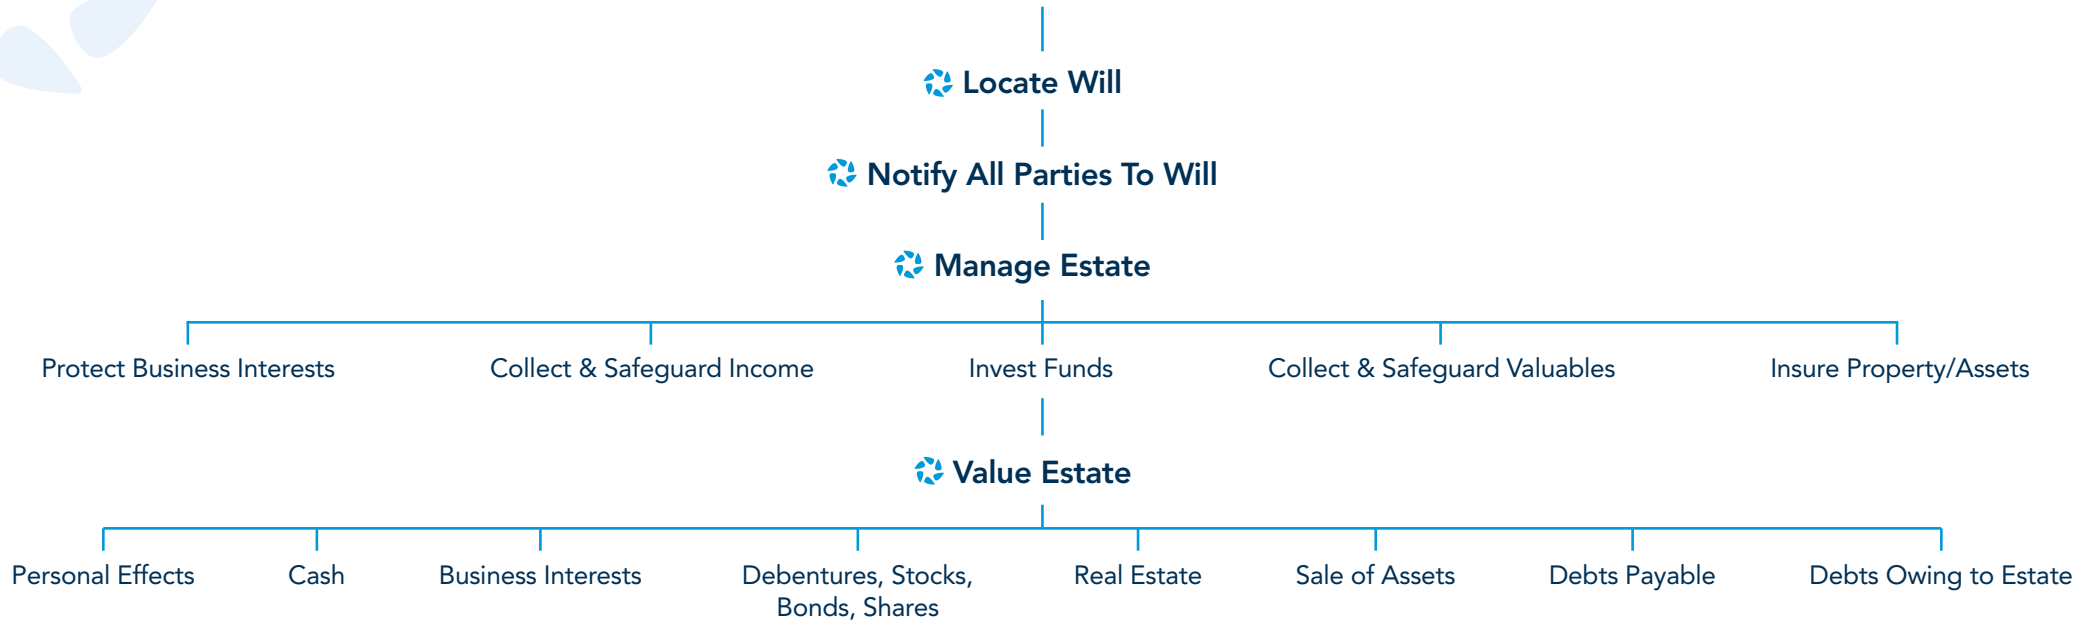 Locate Will
Notify All Parties To Will
Manage Estate
Protect Business Interests
Collect & Safeguard Income
Invest Funds
Collect & Safeguard Valuables
Insure Property/Assets
Value Estate
Personal Effects
Cash
Business Interests
Debentures, Stocks,
Bonds, Shares
Real Estate
Sale of Assets
Debts Payable
Debts Owing to Estate